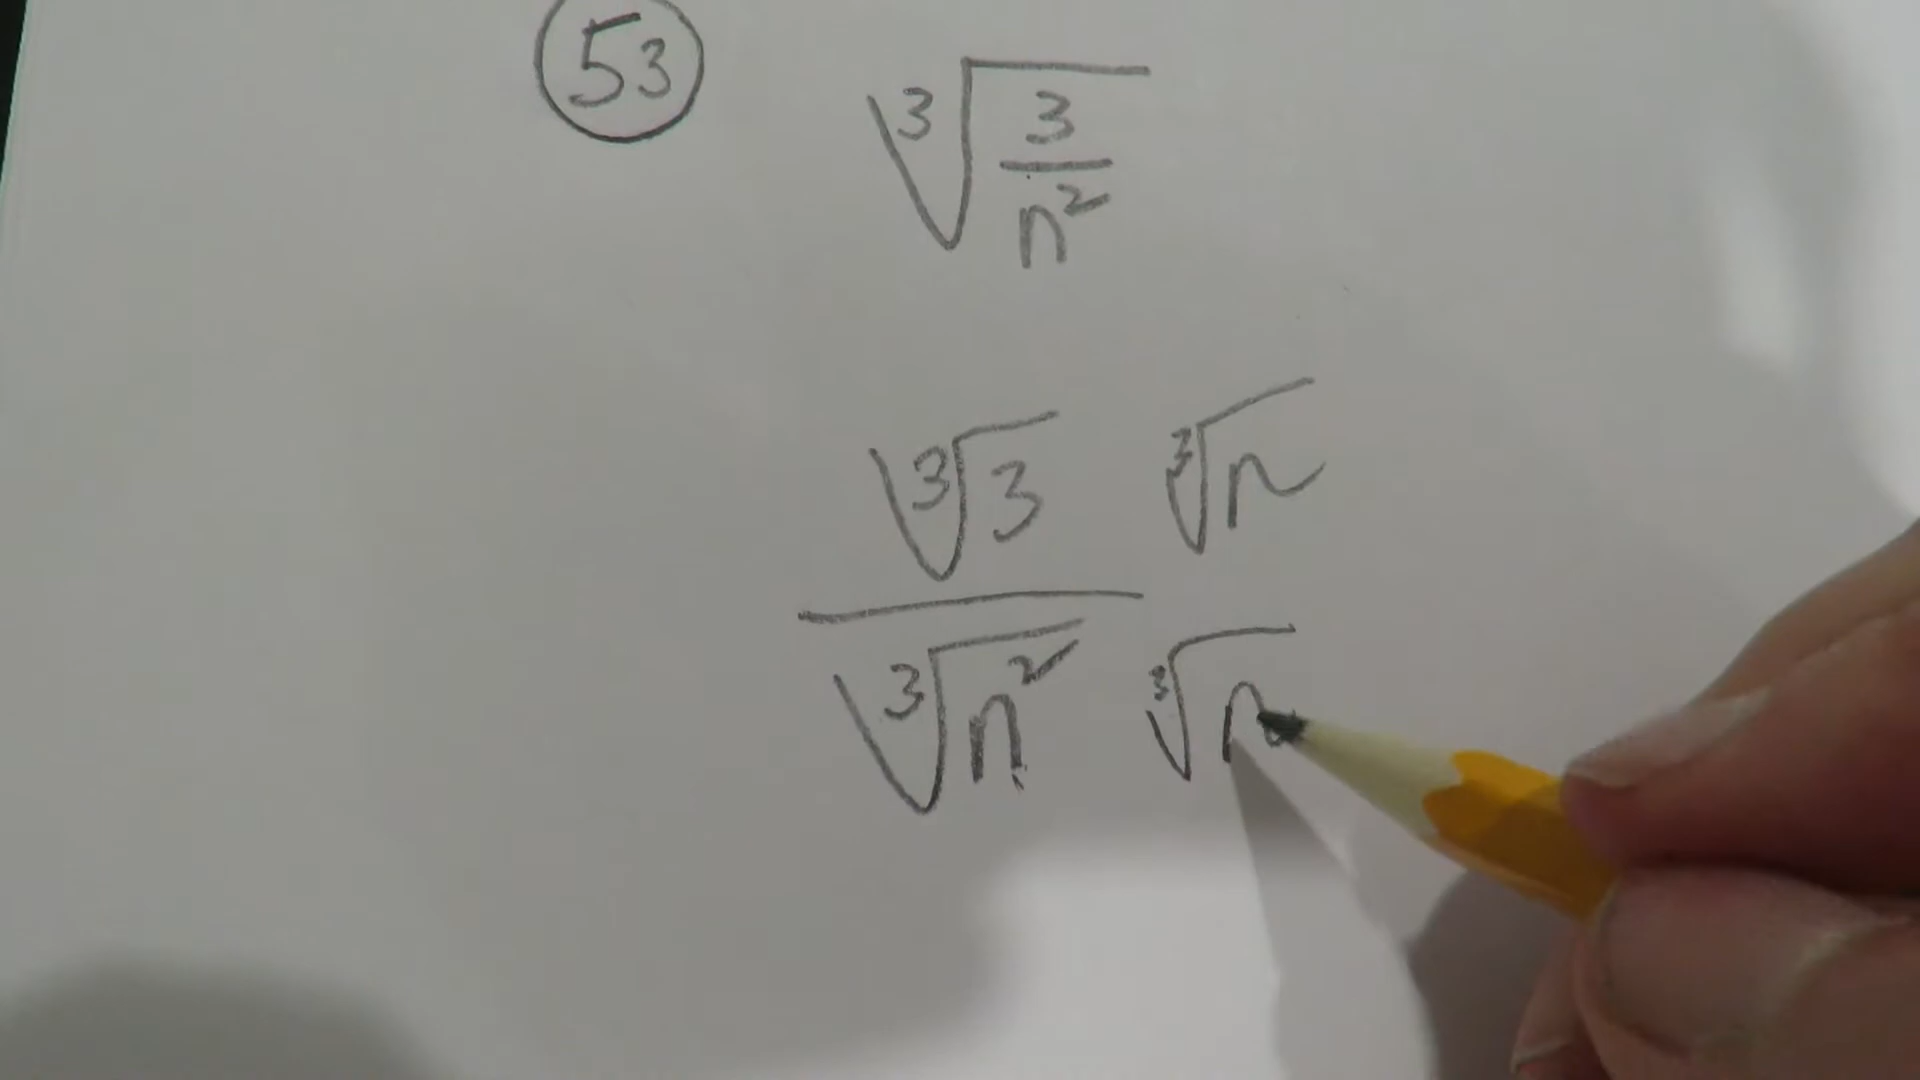 53
∛(3/n²)
∛3 ∛n
∛n² ∛n